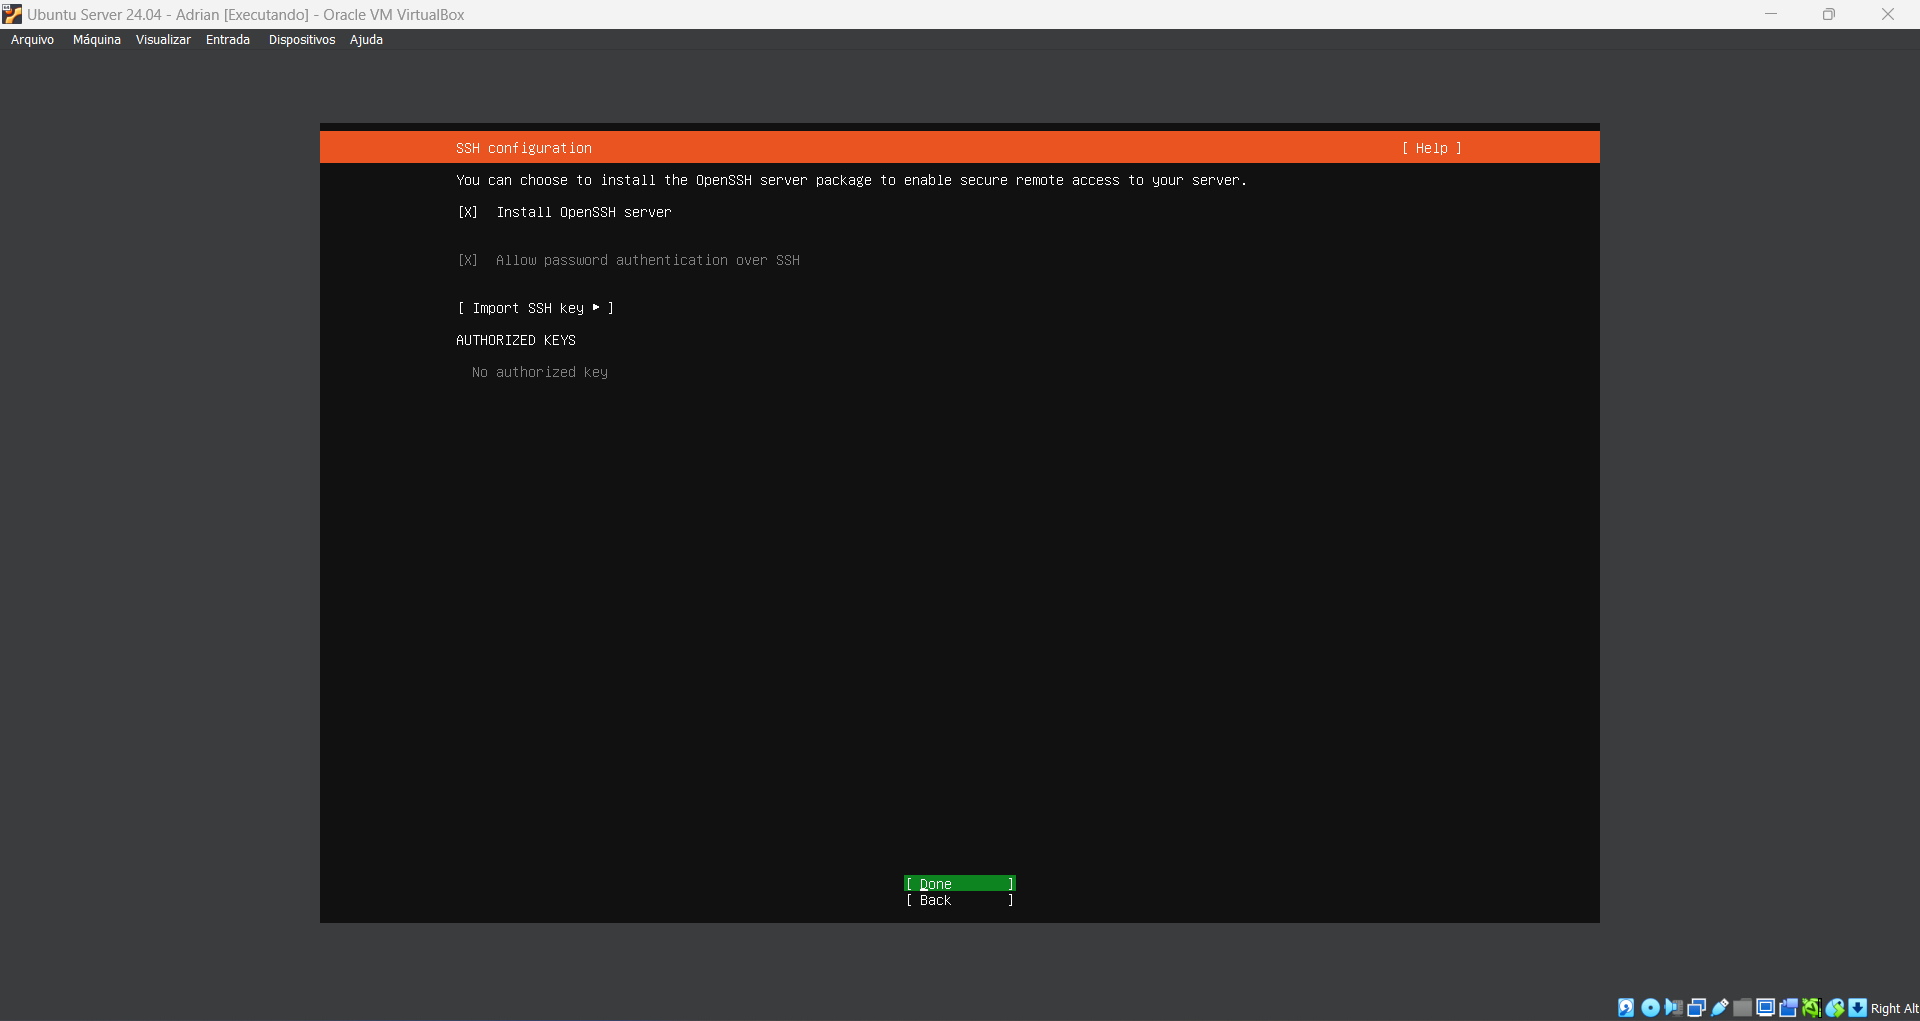 Ubuntu Server 24.04 - Adrian [Executando] - Oracle VM VirtualBox
Arquivo Máquina Visualizar Entrada Dispositivos Ajuda
SSH configuration [ Help ]
You can choose to install the OpenSSH server package to enable secure remote access to your server.
[X] Install OpenSSH server
[X] Allow password authentication over SSH
[ Import SSH key ▸ ]
AUTHORIZED KEYS
No authorized key
[ Done ]
[ Back ]
Right Alt